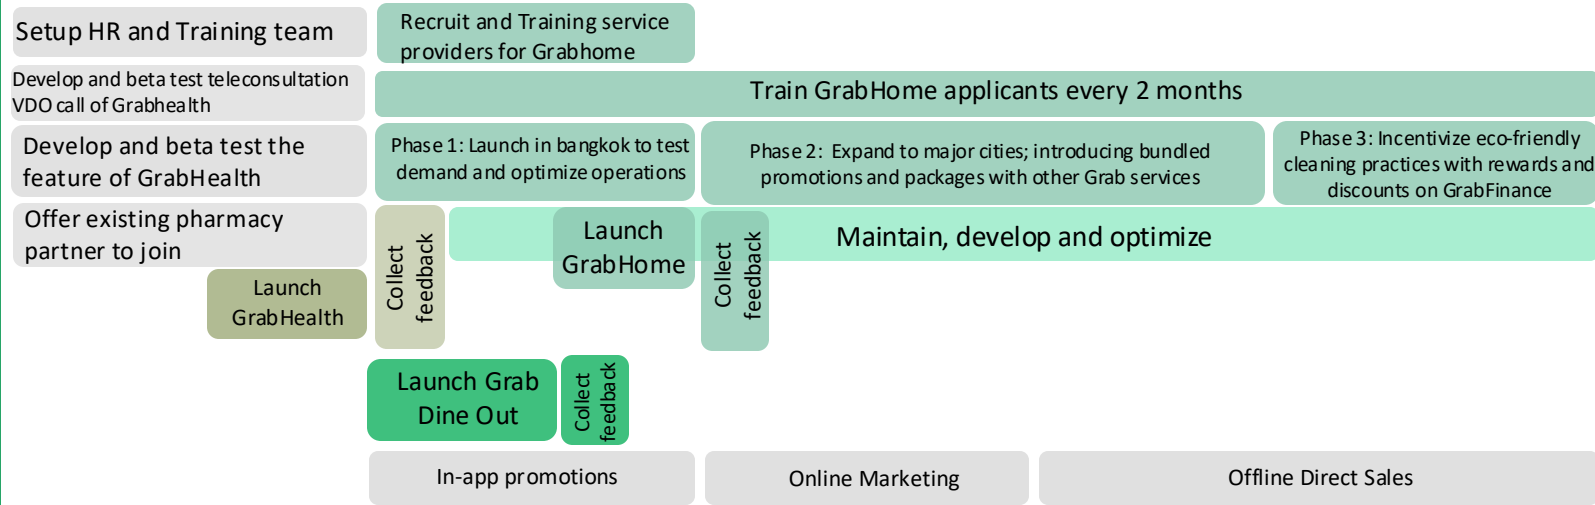 Setup HR and Training team
Recruit and Training service
providers for Grabhome
Develop and beta test teleconsultation
VDO call of Grabhealth
Train GrabHome applicants every 2 months
Develop and beta test the
feature of GrabHealth
Phase 1: Launch in bangkok to test
demand and optimize operations
Phase 2: Expand to major cities; introducing bundled
promotions and packages with other Grab services
Phase 3: Incentivize eco-friendly
cleaning practices with rewards and
discounts on GrabFinance
Offer existing pharmacy
partner to join
Collect
feedback
Launch
GrabHome
Collect
feedback
Maintain, develop and optimize
Launch
GrabHealth
Launch Grab
Dine Out
Collect
feedback
In-app promotions
Online Marketing
Offline Direct Sales